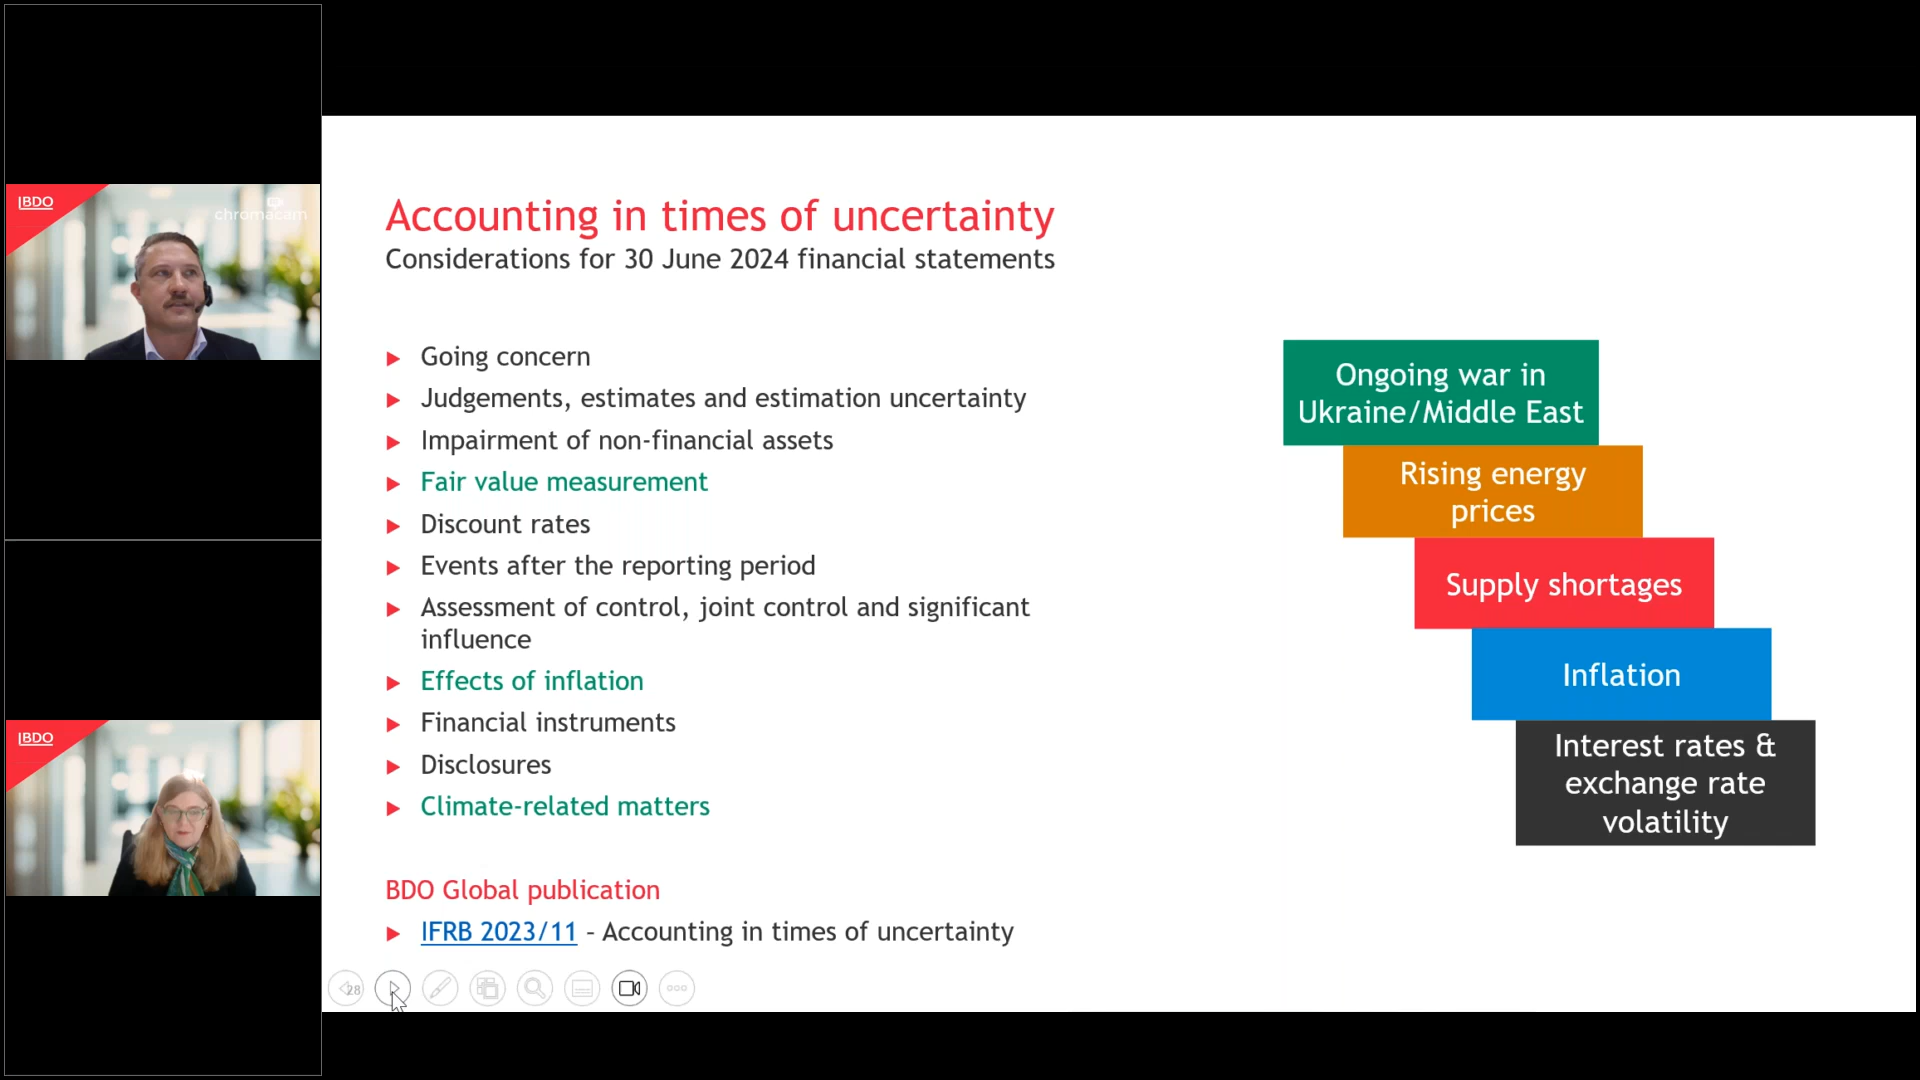 BDO
chromacam
Accounting in times of uncertainty
Considerations for 30 June 2024 financial statements
Going concern
Judgements, estimates and estimation uncertainty
Impairment of non-financial assets
Fair value measurement
Discount rates
Events after the reporting period
Assessment of control, joint control and significant
influence
Effects of inflation
Financial instruments
Disclosures
Climate-related matters
BDO Global publication
IFRB 2023/11 – Accounting in times of uncertainty
28
Ongoing war in
Ukraine/Middle East
Rising energy
prices
Supply shortages
Inflation
Interest rates &
exchange rate
volatility
BDO